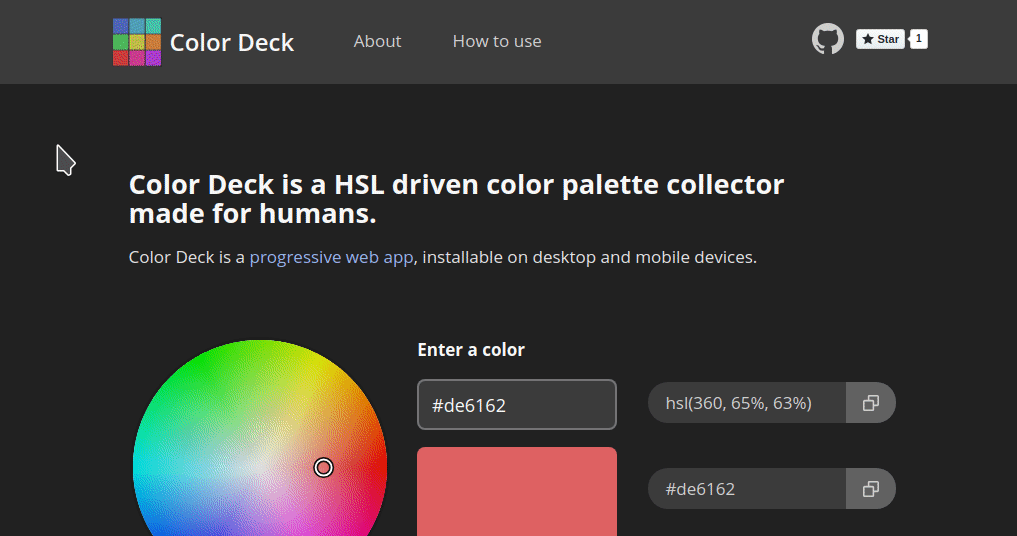 Color Deck
About
How to use
Star
1
Color Deck is a HSL driven color palette collector
made for humans.
Color Deck is a progressive web app, installable on desktop and mobile devices.
Enter a color
#de6162
hsl(360, 65%, 63%)
#de6162